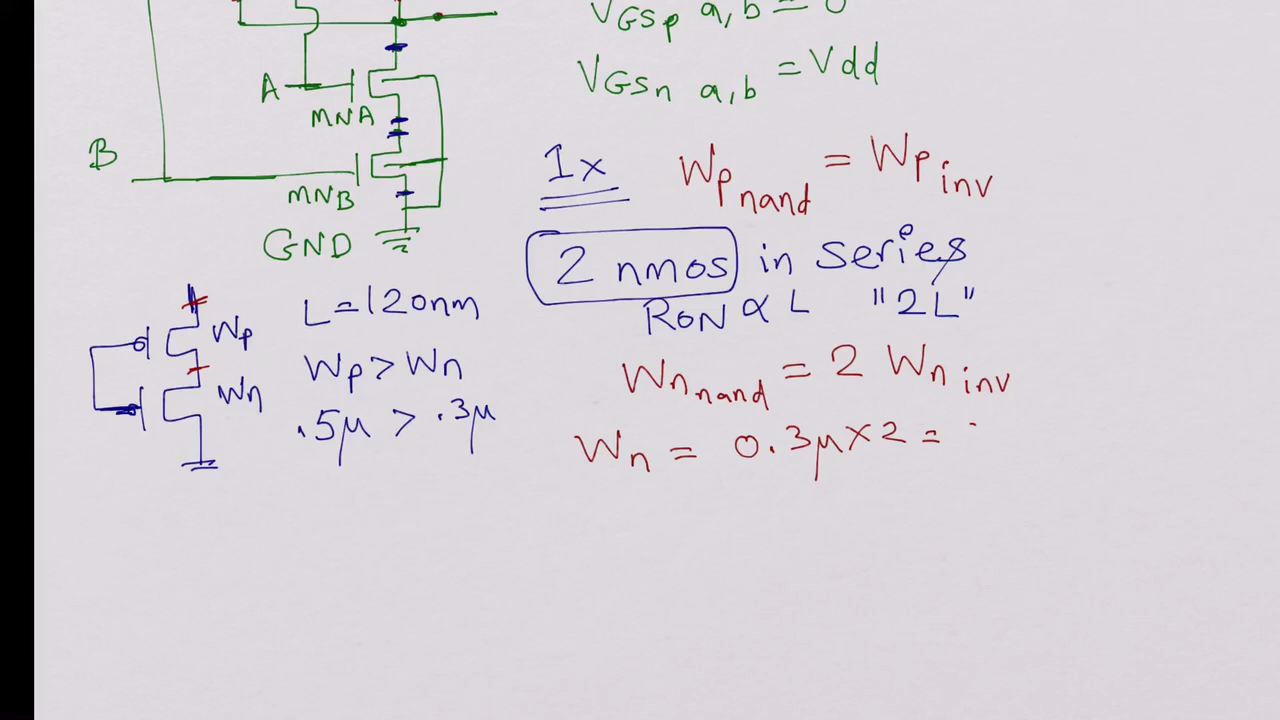 VGSp a,b = 0
VGSn a,b = Vdd
A
MNA
B
MNB
GND
1x
Wp nand = Wp inv
2 nmos in series
RON ∝ L "2L"
Wn nand = 2 Wn inv
Wn = 0.3μ×2 =
Wp
Wn
L=120nm
Wp > Wn
.5μ > .3μ